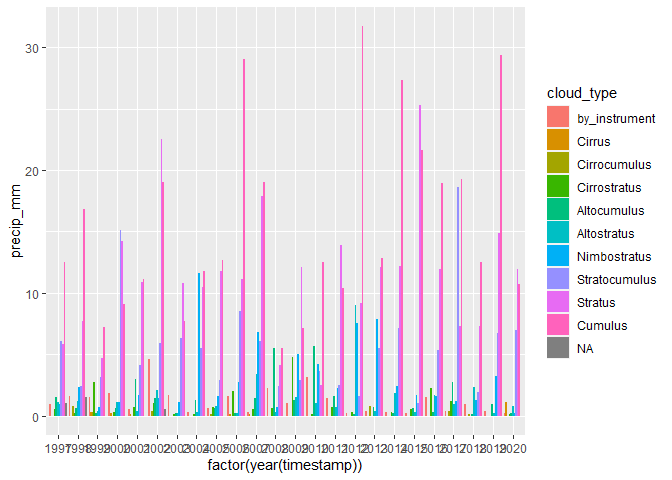 30
20
10
0
precip_mm
1997 1998 1999 2000 2001 2002 2003 2004 2005 2006 2007 2008 2009 2010 2011 2012 2013 2014 2015 2016 2017 2018 2019 2020
factor(year(timestamp))
cloud_type
by_instrument
Cirrus
Cirrocumulus
Cirrostratus
Altocumulus
Altostratus
Nimbostratus
Stratocumulus
Stratus
Cumulus
NA